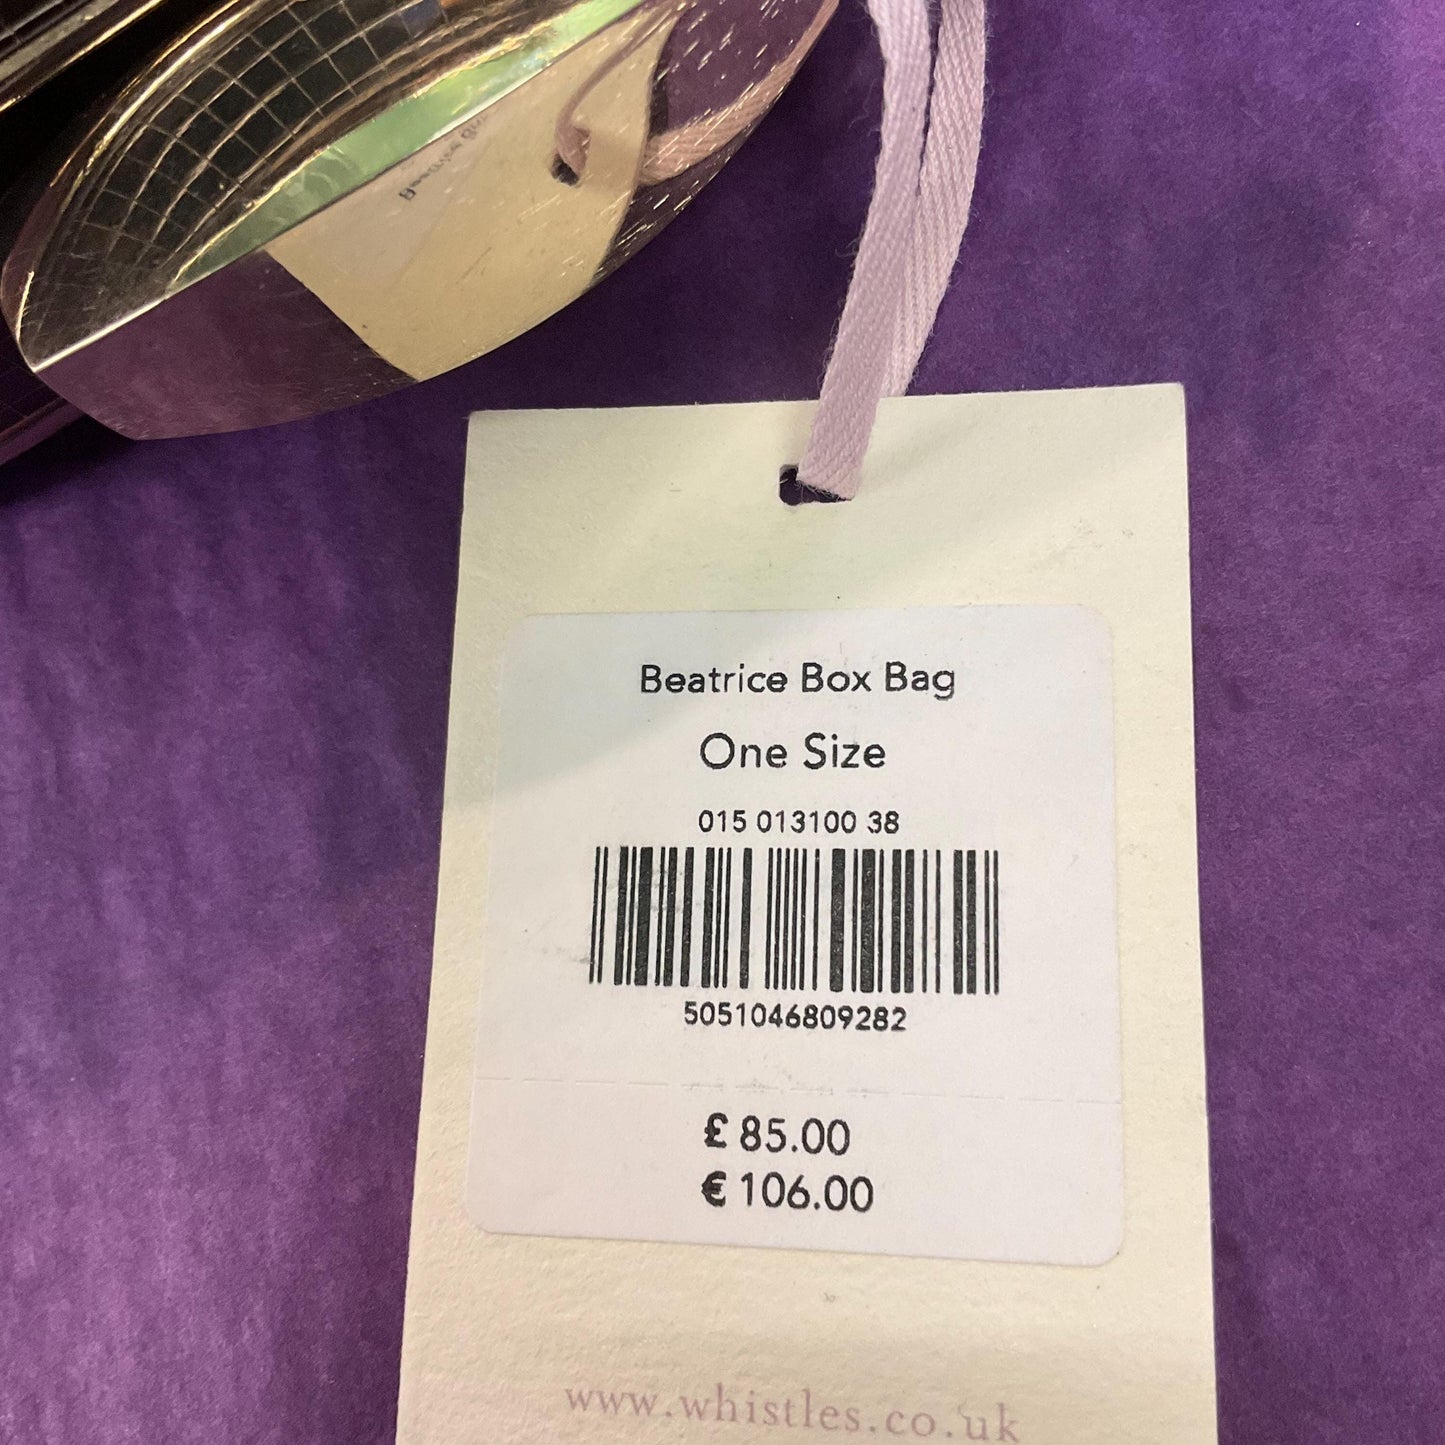 Beatrice Box Bag
One Size
015 013100 38
5051046809282
£ 85.00
€ 106.00
www.whistles.co.uk